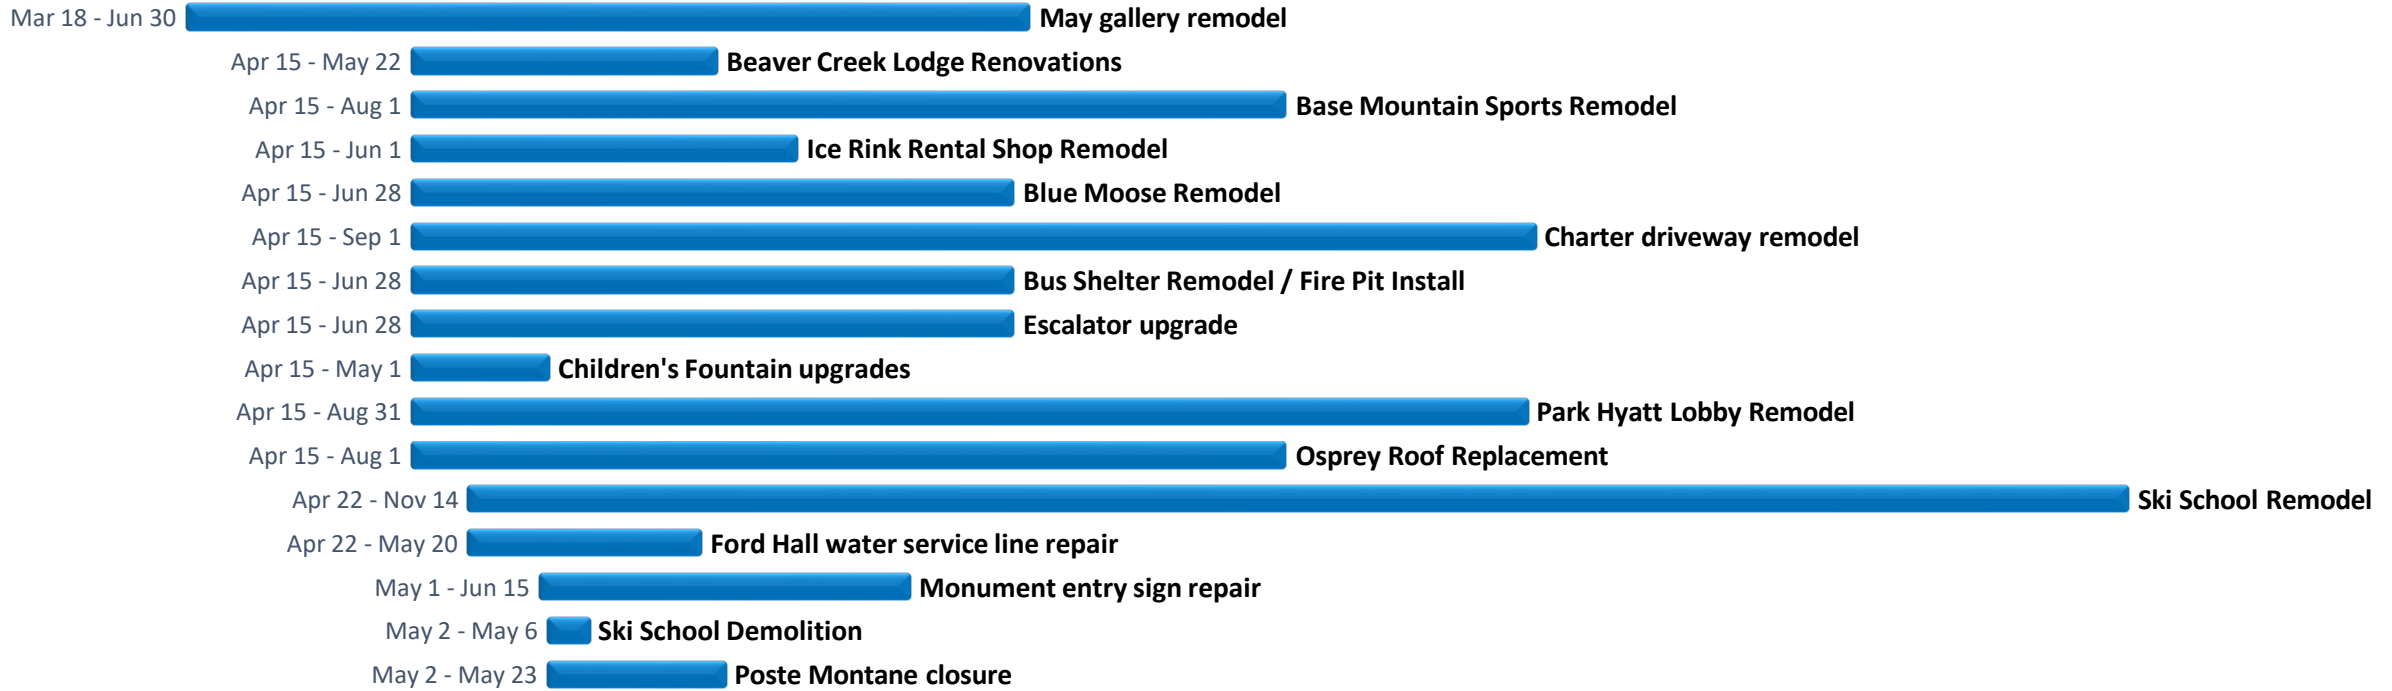 Mar 18 - Jun 30 May gallery remodel
Apr 15 - May 22 Beaver Creek Lodge Renovations
Apr 15 - Aug 1 Base Mountain Sports Remodel
Apr 15 - Jun 1 Ice Rink Rental Shop Remodel
Apr 15 - Jun 28 Blue Moose Remodel
Apr 15 - Sep 1 Charter driveway remodel
Apr 15 - Jun 28 Bus Shelter Remodel / Fire Pit Install
Apr 15 - Jun 28 Escalator upgrade
Apr 15 - May 1 Children's Fountain upgrades
Apr 15 - Aug 31 Park Hyatt Lobby Remodel
Apr 15 - Aug 1 Osprey Roof Replacement
Apr 22 - Nov 14 Ski School Remodel
Apr 22 - May 20 Ford Hall water service line repair
May 1 - Jun 15 Monument entry sign repair
May 2 - May 6 Ski School Demolition
May 2 - May 23 Poste Montane closure